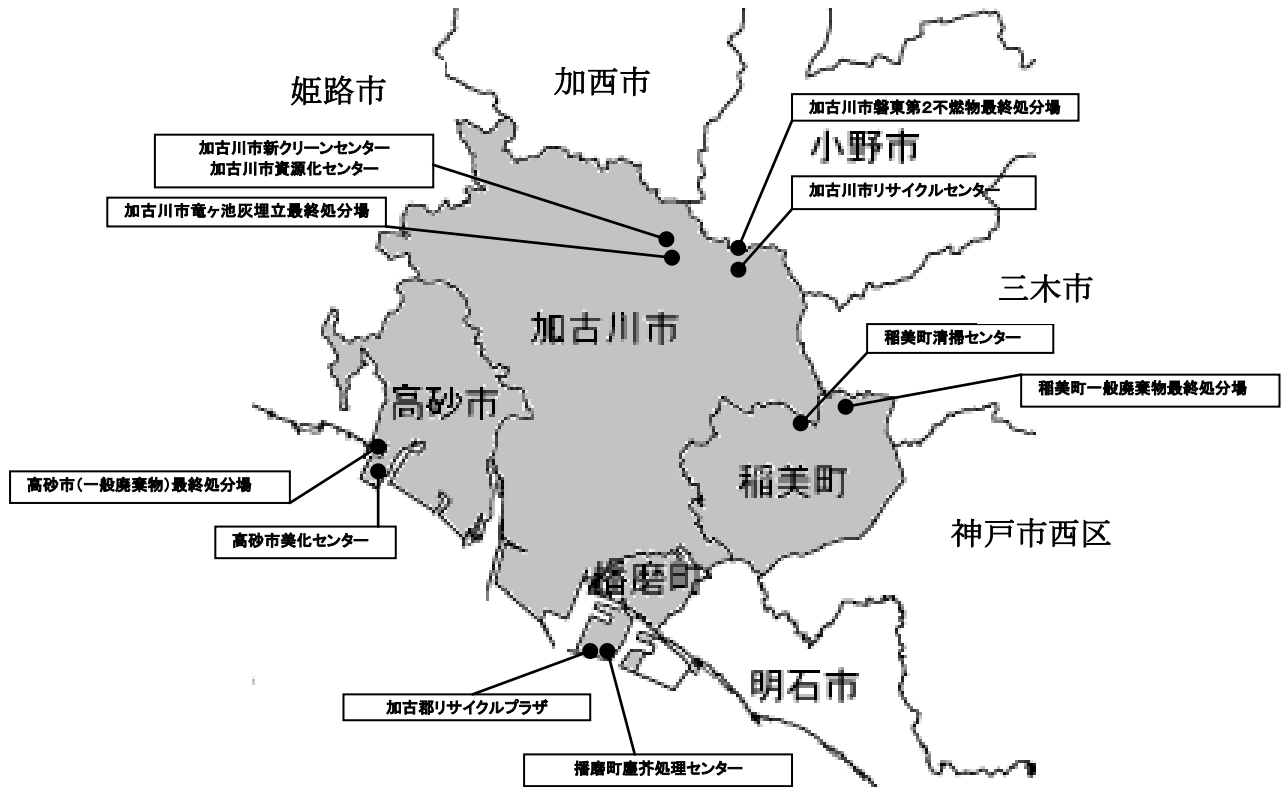 姫路市
加西市
加古川市磐東第2不燃物最終処分場
小野市
加古川市新クリーンセンター
加古川市資源化センター
加古川市リサイクルセンター
加古川市竜ヶ池灰埋立最終処分場
三木市
加古川市
稲美町清掃センター
稲美町一般廃棄物最終処分場
高砂市
稲美町
高砂市(一般廃棄物)最終処分場
高砂市美化センター
神戸市西区
播磨町
明石市
加古郡リサイクルプラザ
播磨町塵芥処理センター